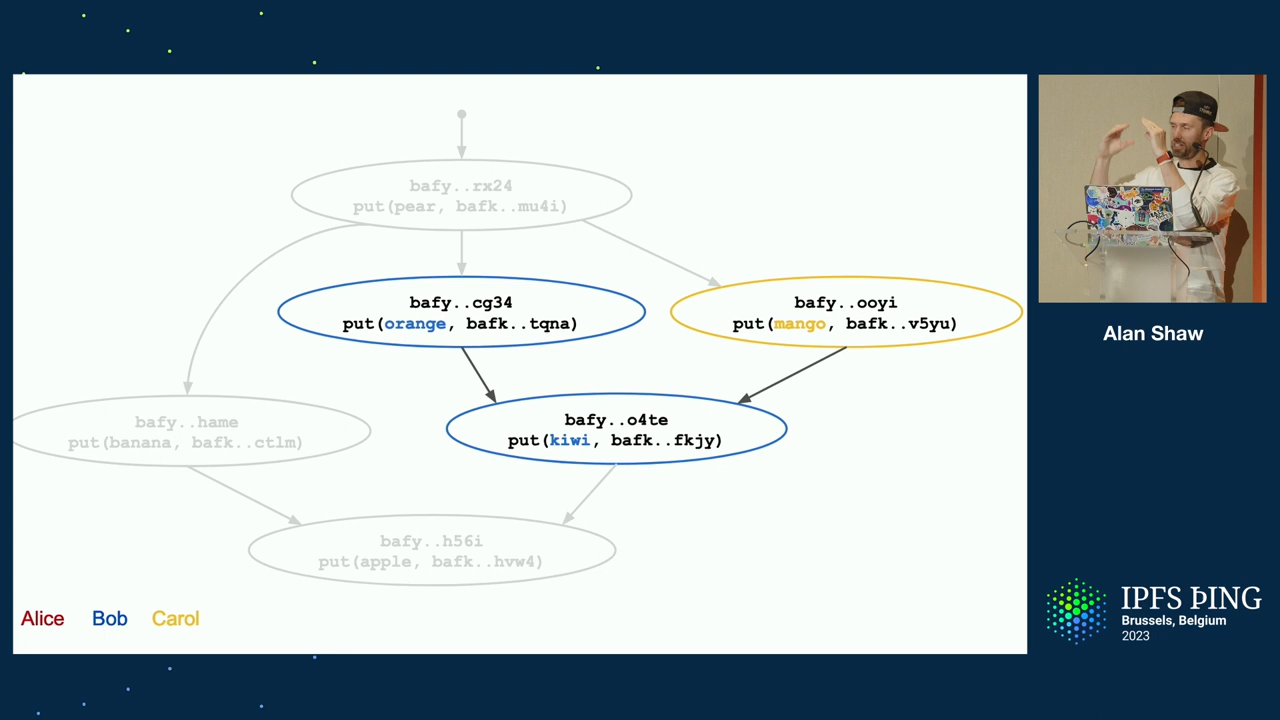 bafy..rx24
put(pear, bafk..mu4i)
bafy..cg34
put(orange, bafk..tqna)
bafy..ooyi
put(mango, bafk..v5yu)
bafy..hame
put(banana, bafk..ctlm)
bafy..o4te
put(kiwi, bafk..fkjy)
bafy..h56i
put(apple, bafk..hvw4)
Alice Bob Carol
Alan Shaw
IPFS ÞING
Brussels, Belgium
2023